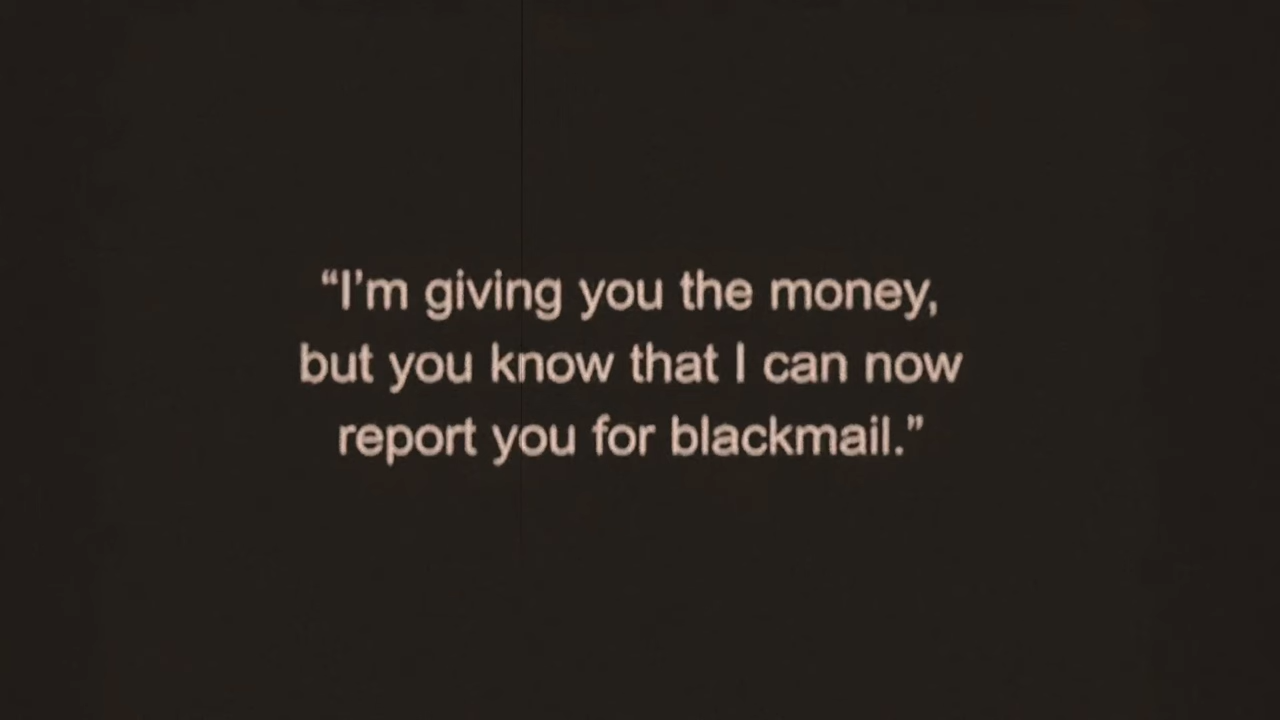 “I’m giving you the money,
but you know that I can now
report you for blackmail.”